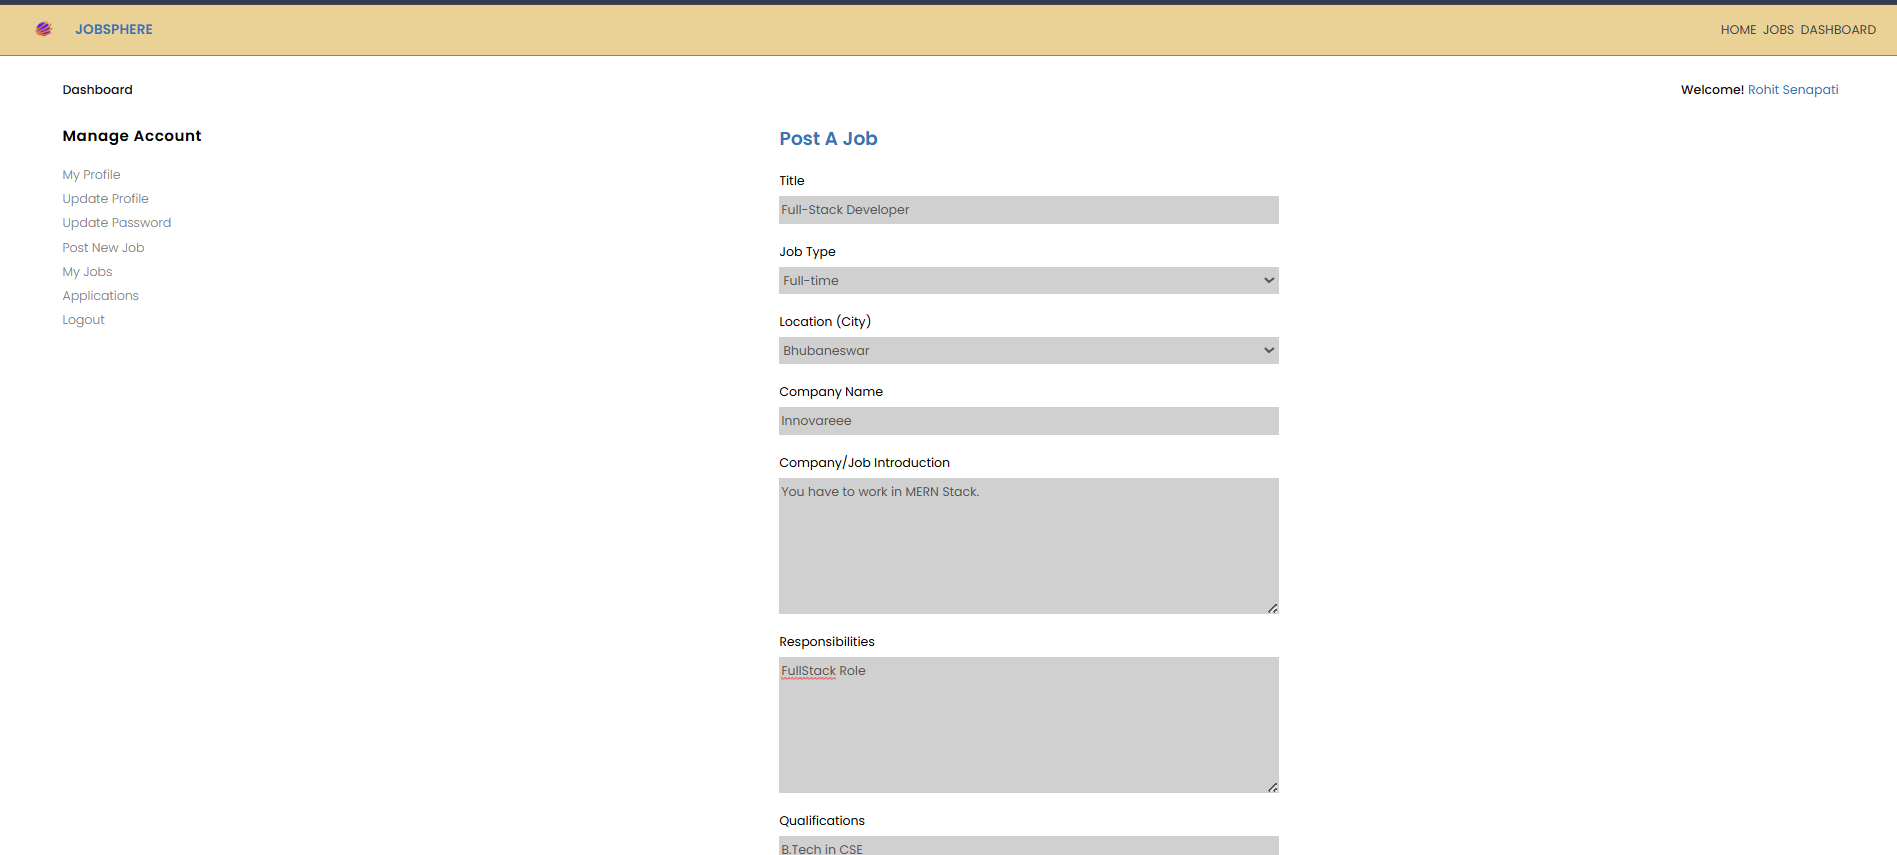 JOBSPHERE
HOME JOBS DASHBOARD
Dashboard
Welcome! Rohit Senapati
Manage Account
My Profile
Update Profile
Update Password
Post New Job
My Jobs
Applications
Logout
Post A Job
Title
Full-Stack Developer
Job Type
Full-time
Location (City)
Bhubaneswar
Company Name
Innovareee
Company/Job Introduction
You have to work in MERN Stack.
Responsibilities
FullStack Role
Qualifications
B.Tech in CSE